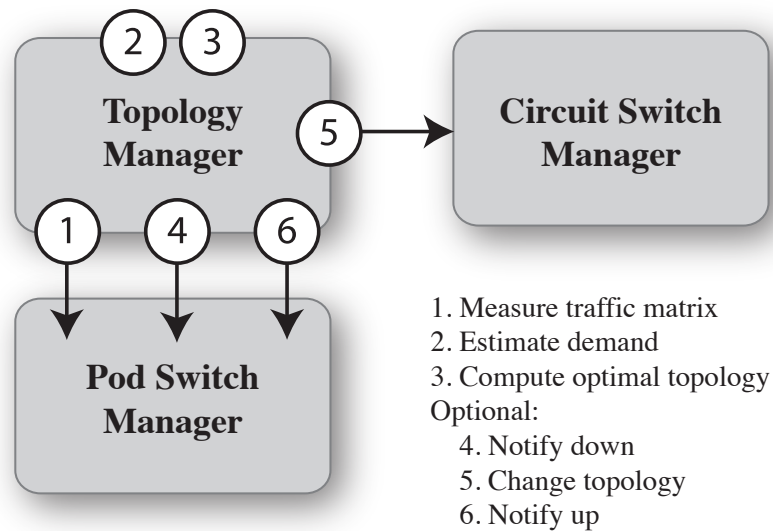 2
3
Topology
Manager
5
Circuit Switch
Manager
1
4
6
Pod Switch
Manager
1. Measure traffic matrix
2. Estimate demand
3. Compute optimal topology
Optional:
4. Notify down
5. Change topology
6. Notify up